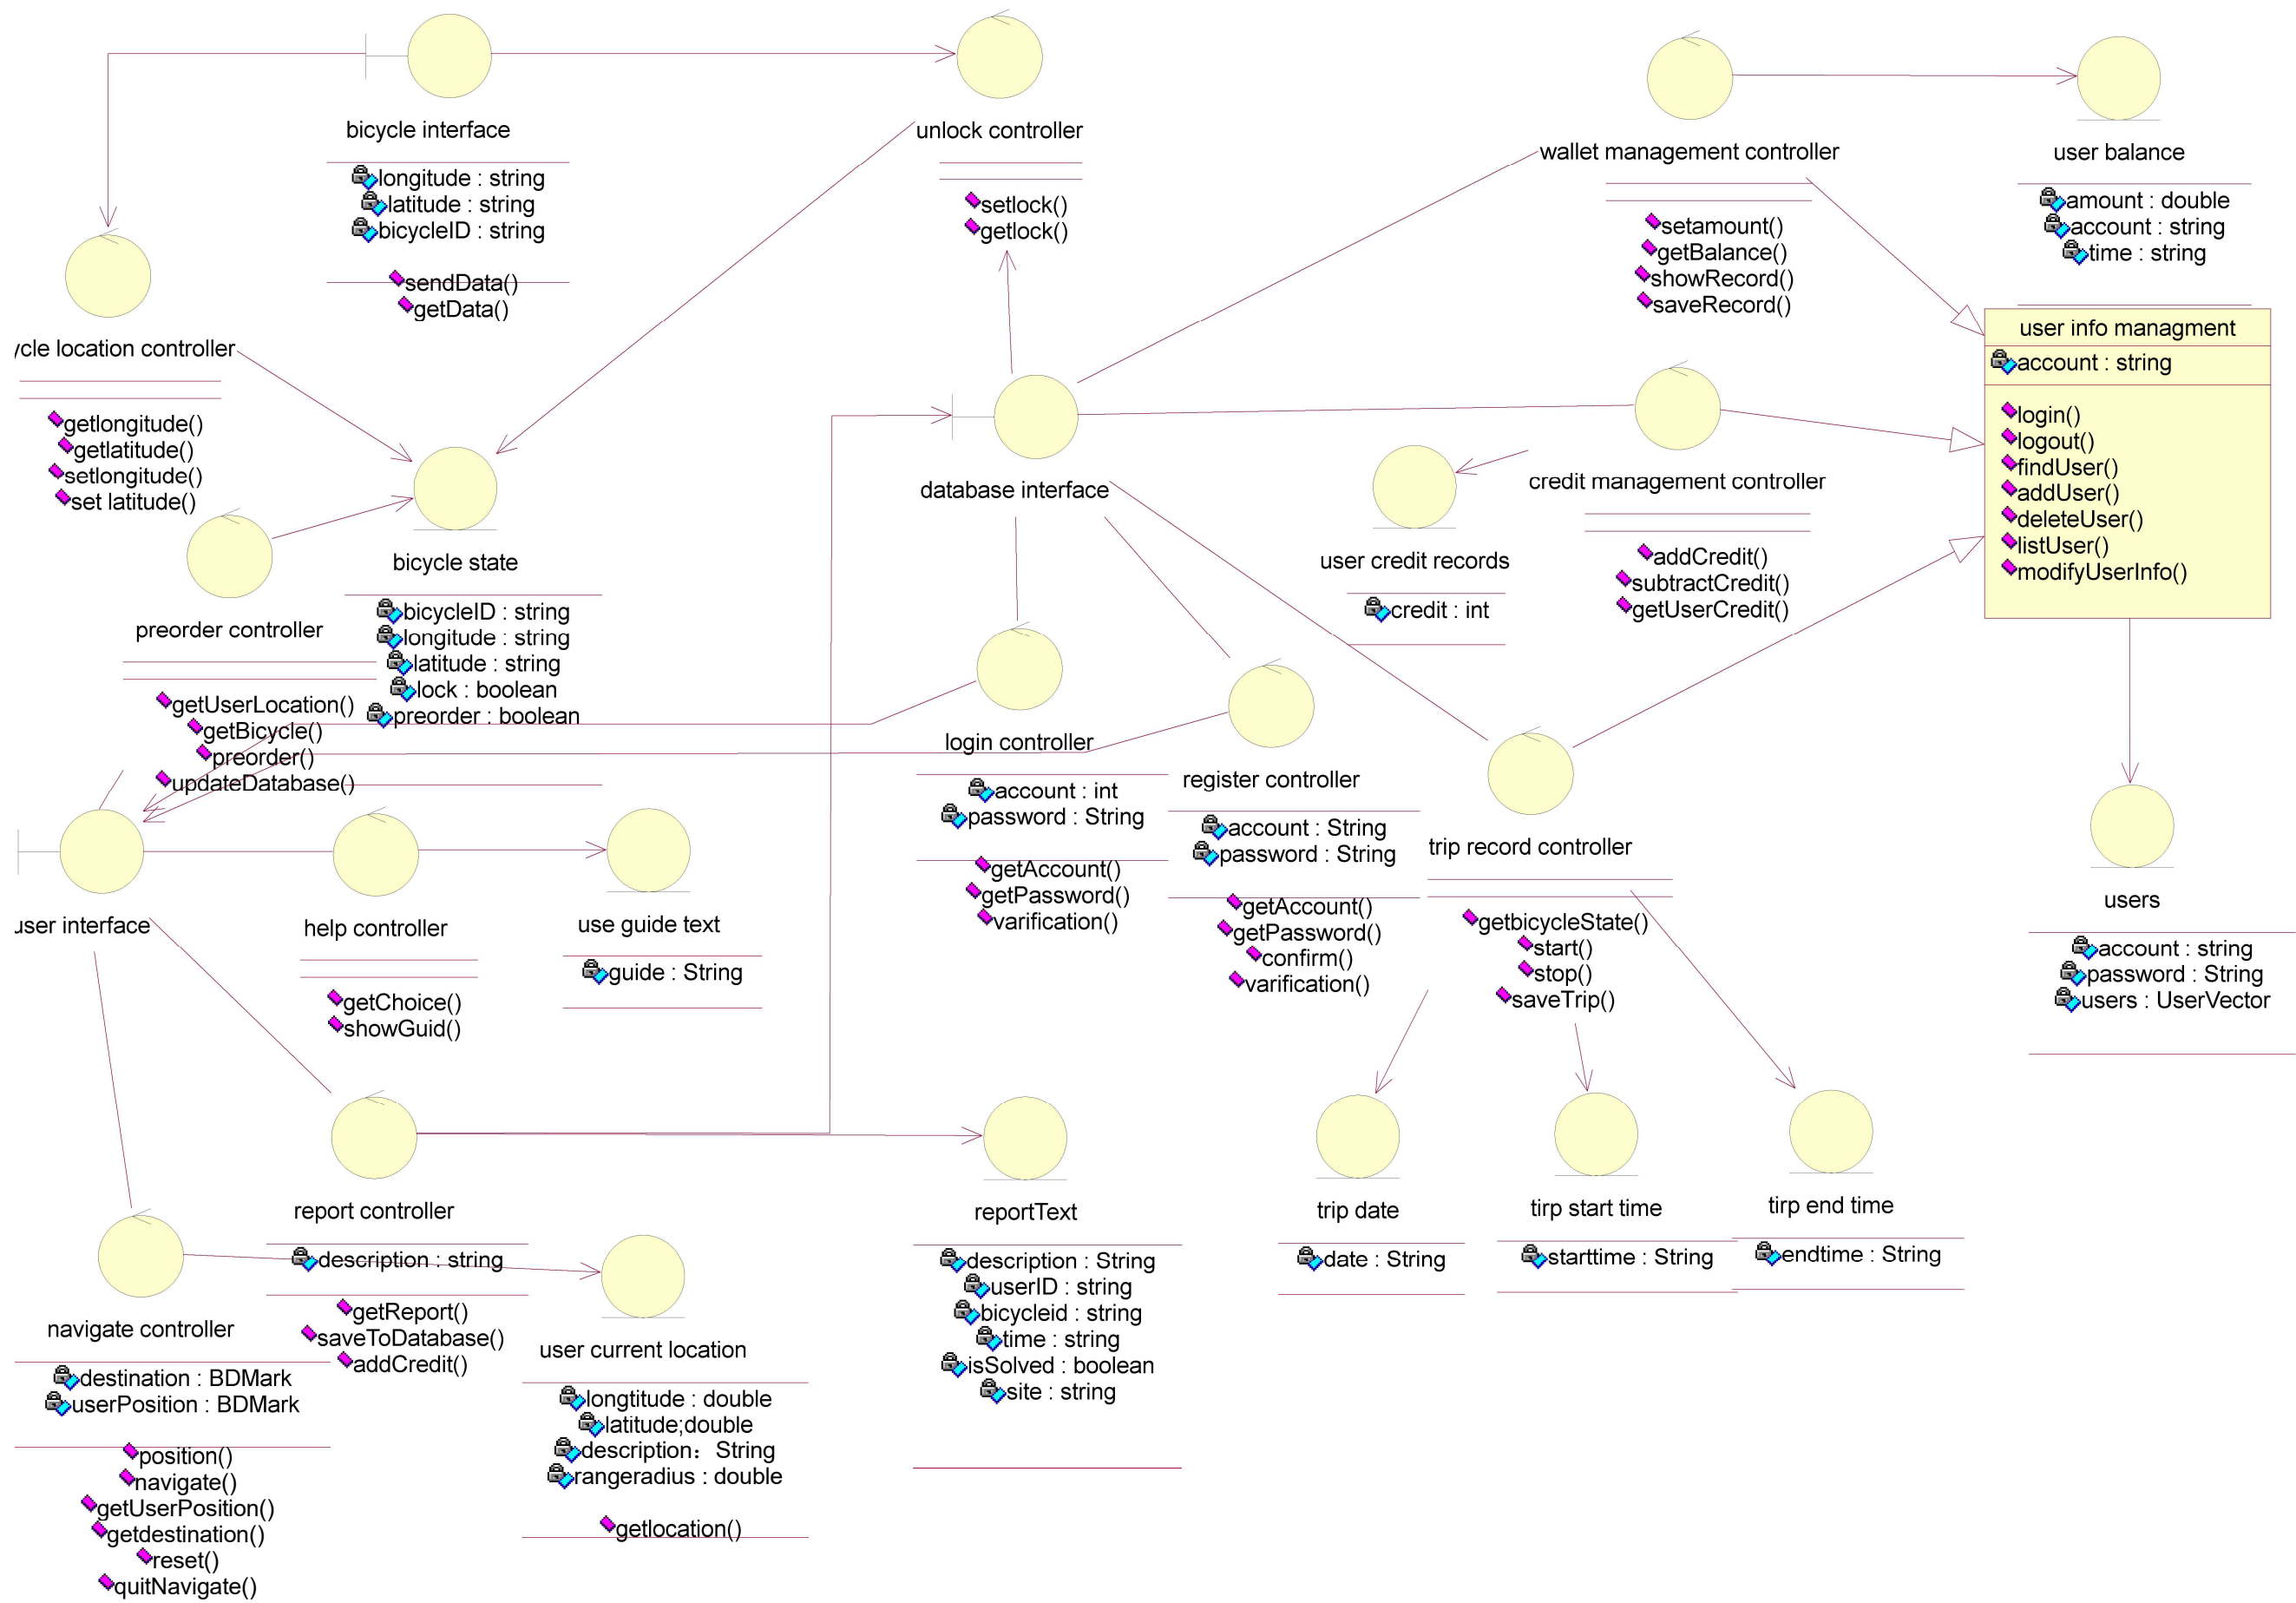 bicycle interface
longitude : string
latitude : string
bicycleID : string
sendData()
getData()
unlock controller
setlock()
getlock()
wallet management controller
setamount()
getBalance()
showRecord()
saveRecord()
user balance
amount : double
account : string
time : string
user info managment
account : string
login()
logout()
findUser()
addUser()
deleteUser()
listUser()
modifyUserInfo()
ycle location controller
getlongitude()
getlatitude()
setlongitude()
set latitude()
bicycle state
bicycleID : string
longitude : string
latitude : string
lock : boolean
preorder : boolean
preorder controller
getUserLocation()
getBicycle()
preorder()
updateDatabase()
database interface
user credit records
credit : int
credit management controller
addCredit()
subtractCredit()
getUserCredit()
login controller
account : int
password : String
getAccount()
getPassword()
varification()
register controller
account : String
password : String
getAccount()
getPassword()
confirm()
varification()
trip record controller
getbicycleState()
start()
stop()
saveTrip()
users
account : string
password : String
users : UserVector
user interface
help controller
getChoice()
showGuid()
use guide text
guide : String
report controller
description : string
getReport()
saveToDatabase()
addCredit()
reportText
description : String
userID : string
bicycleid : string
time : string
isSolved : boolean
site : string
trip date
date : String
tirp start time
starttime : String
tirp end time
endtime : String
navigate controller
destination : BDMark
userPosition : BDMark
position()
navigate()
getUserPosition()
getdestination()
reset()
quitNavigate()
user current location
longtitude : double
latitude;double
description：String
rangeradius : double
getlocation()